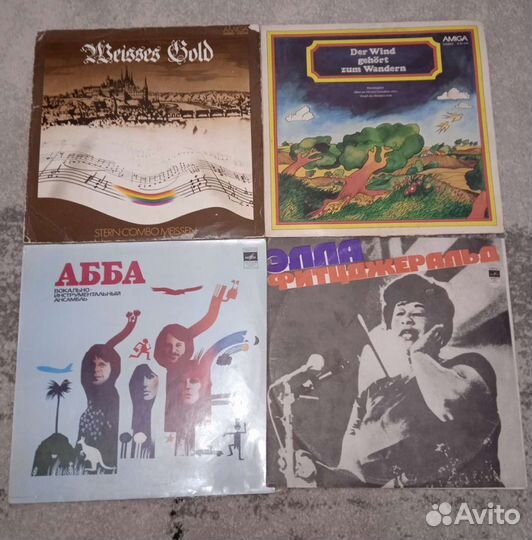 Weisses Gold
STERN-COMBO MEISSEN
AMIGA
Der Wind
gehört
zum Wandern
АББА
ВОКАЛЬНО-
ИНСТРУМЕНТАЛЬНЫЙ
АНСАМБЛЬ
ЭЛЛА
ФИТЦДЖЕРАЛЬД
Avito